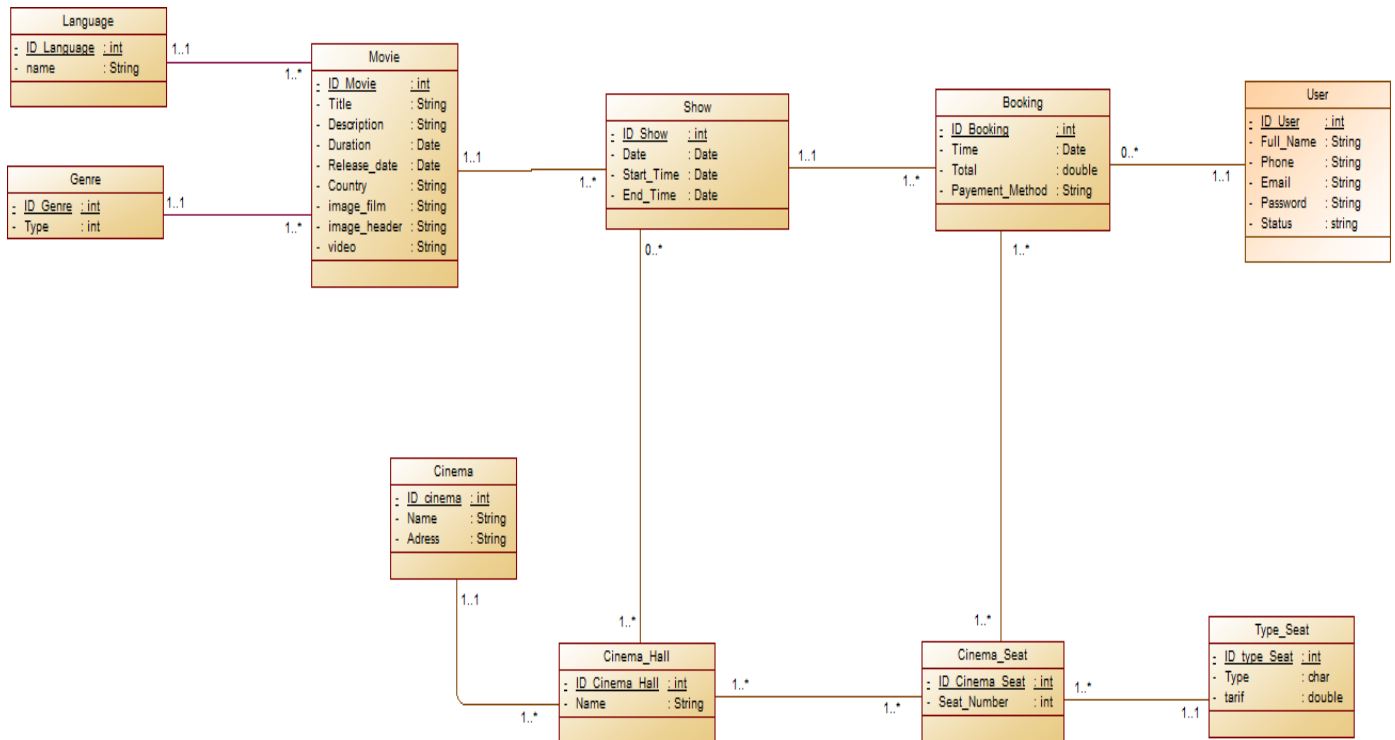 Language
- ID_Language : int
- name : String
1..1
1..*
Genre
- ID_Genre : int
- Type : int
1..1
1..*
Movie
- ID_Movie : int
- Title : String
- Description : String
- Duration : Date
- Release_date : Date
- Country : String
- image_film : String
- image_header : String
- video : String
1..1
1..*
Show
- ID_Show : int
- Date : Date
- Start_Time : Date
- End_Time : Date
1..1
1..*
0..*
1..*
Booking
- ID_Booking : int
- Time : Date
- Total : double
- Payement_Method : String
0..*
1..1
1..*
1..*
User
- ID_User : int
- Full_Name : String
- Phone : String
- Email : String
- Password : String
- Status : string
Cinema
- ID_cinema : int
- Name : String
- Adress : String
1..1
1..*
Cinema_Hall
- ID_Cinema_Hall : int
- Name : String
1..*
1..*
Cinema_Seat
- ID_Cinema_Seat : int
- Seat_Number : int
1..*
1..1
Type_Seat
- ID_type_Seat : int
- Type : char
- tarif : double